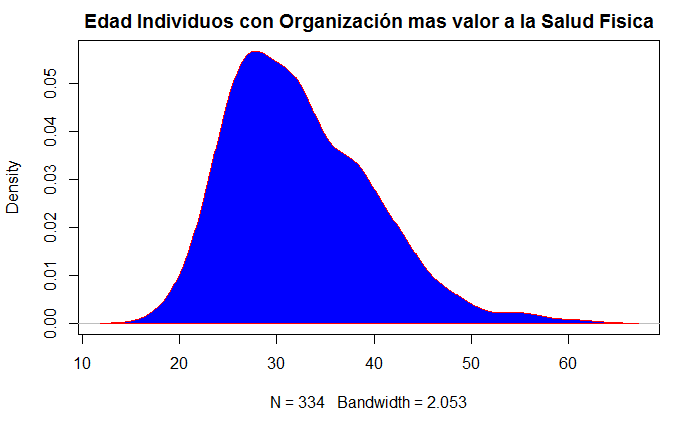 Edad Individuos con Organización mas valor a la Salud Fisica
Density
0.05
0.04
0.03
0.02
0.01
0.00
10 20 30 40 50 60
N = 334 Bandwidth = 2.053